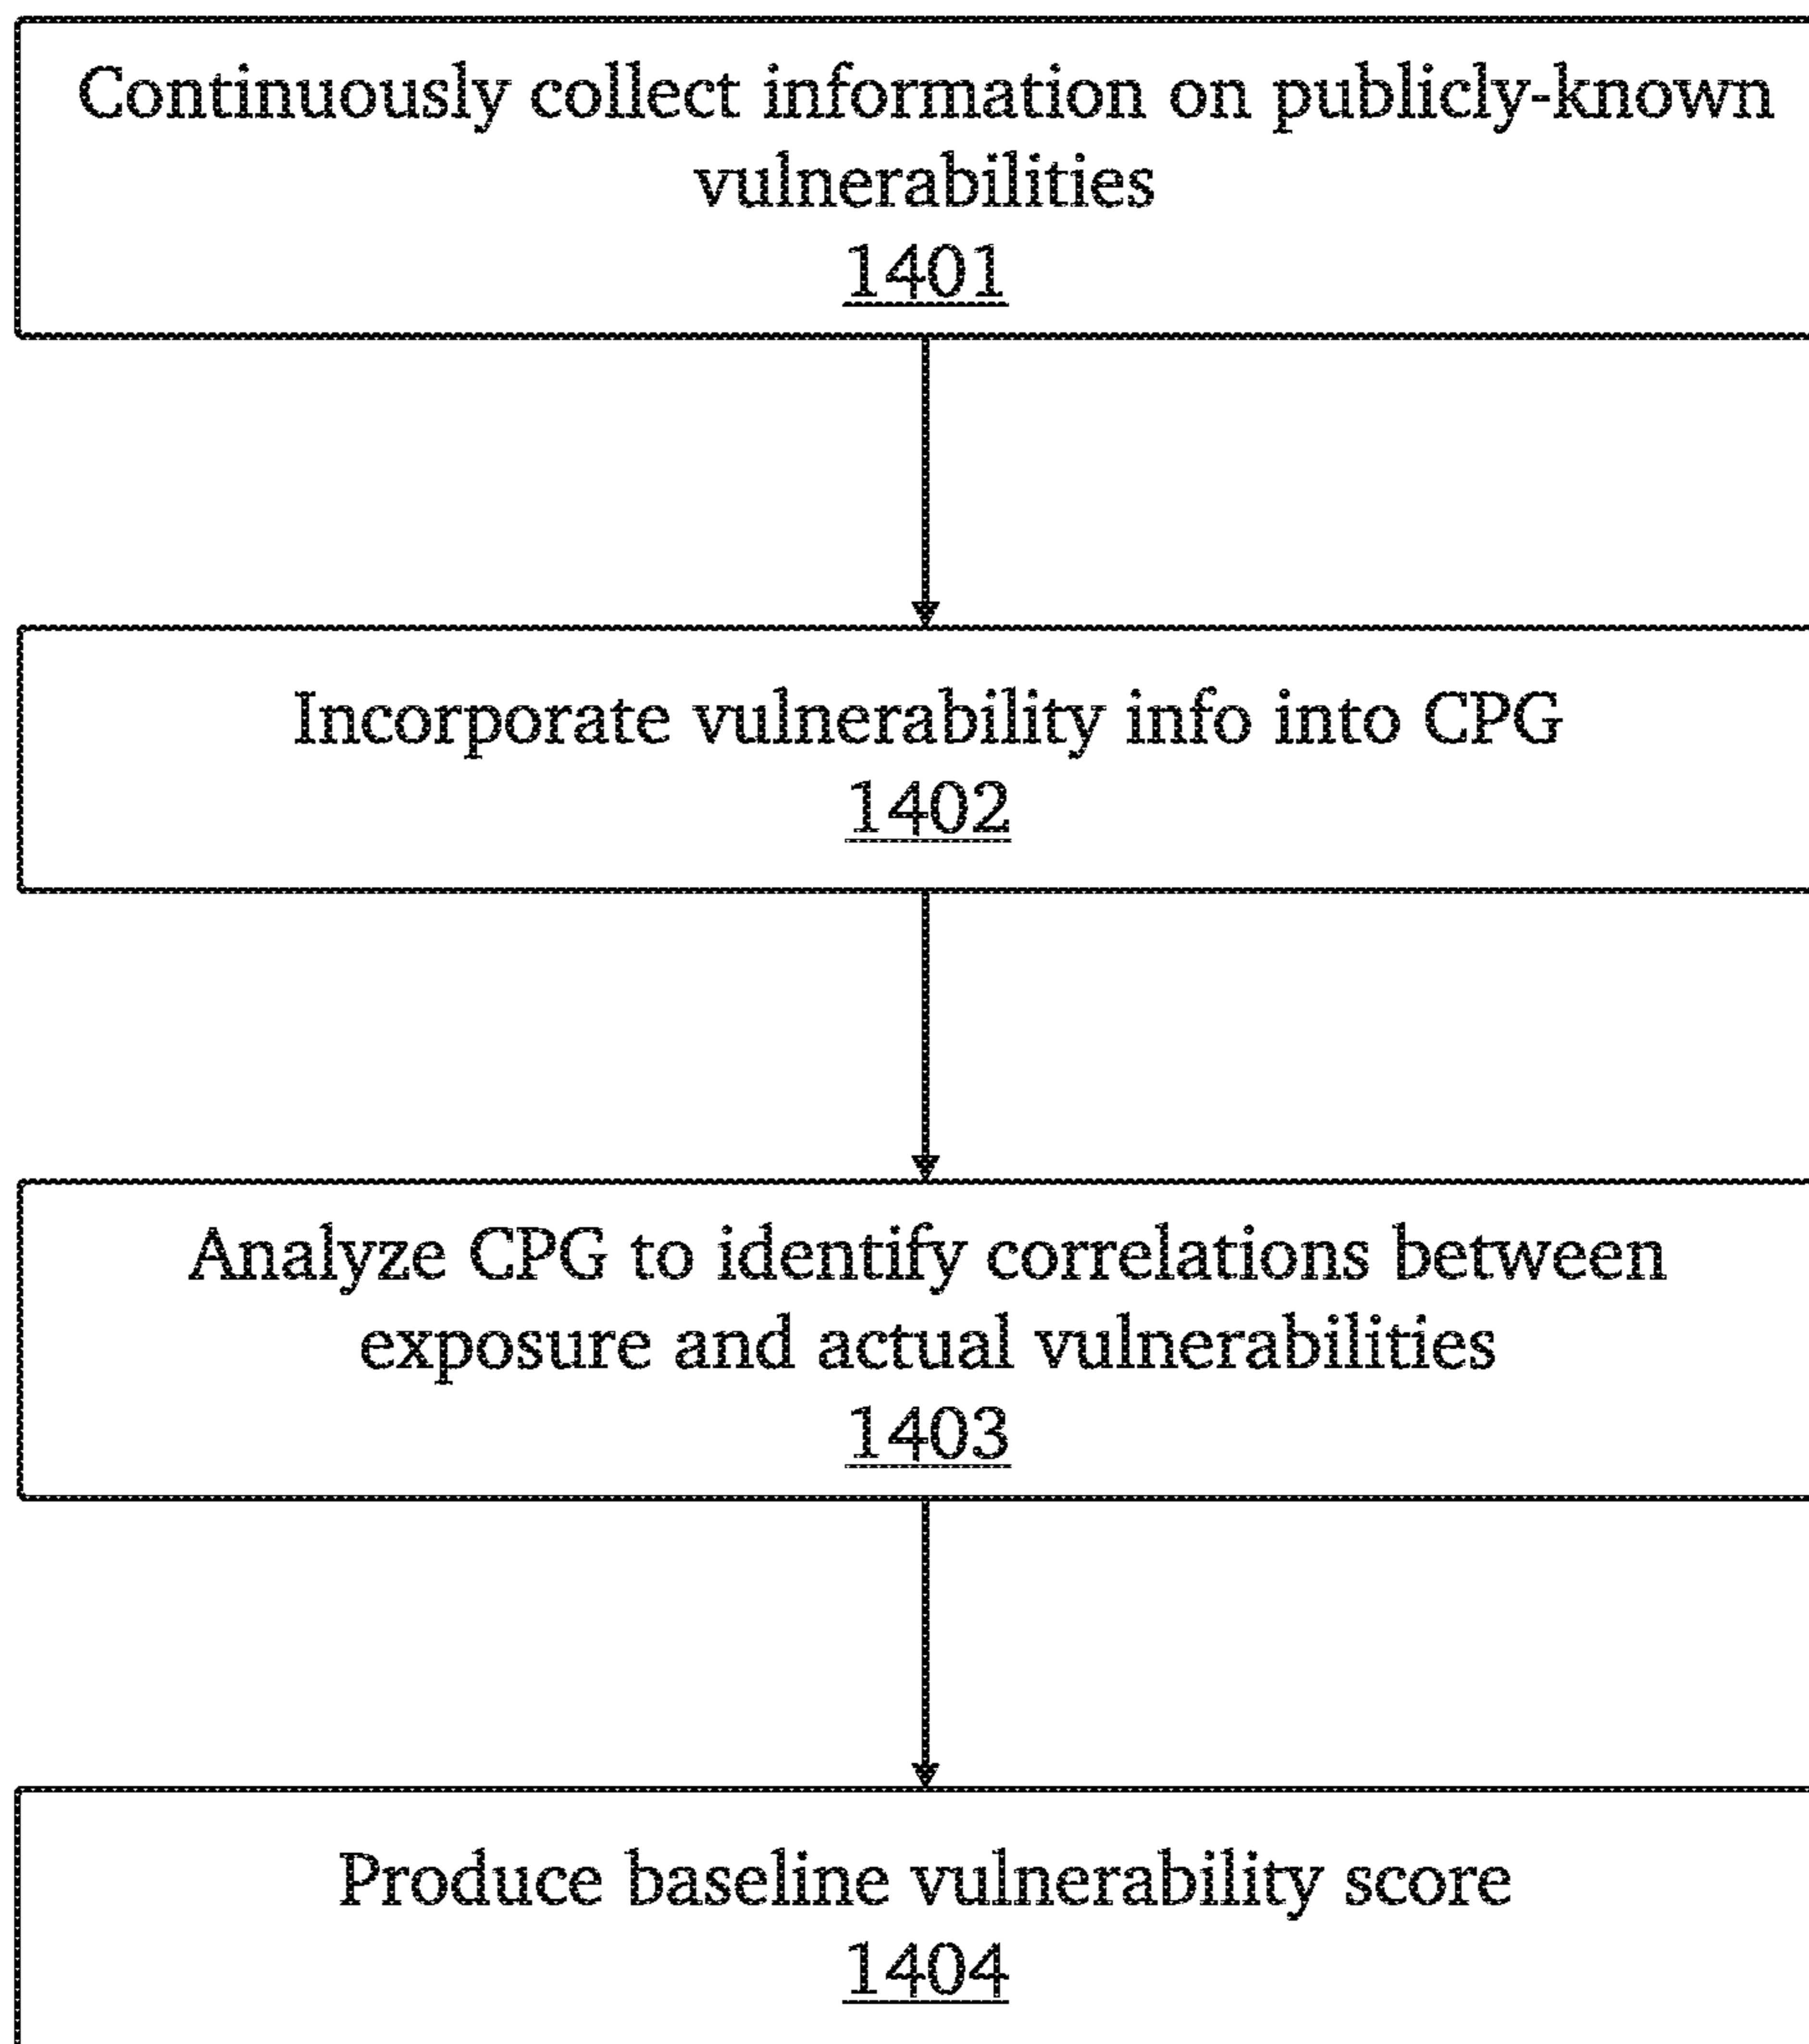 Continuously collect information on publicly-known
vulnerabilities
1401
Incorporate vulnerability info into CPG
1402
Analyze CPG to identify correlations between
exposure and actual vulnerabilities
1403
Produce baseline vulnerability score
1404